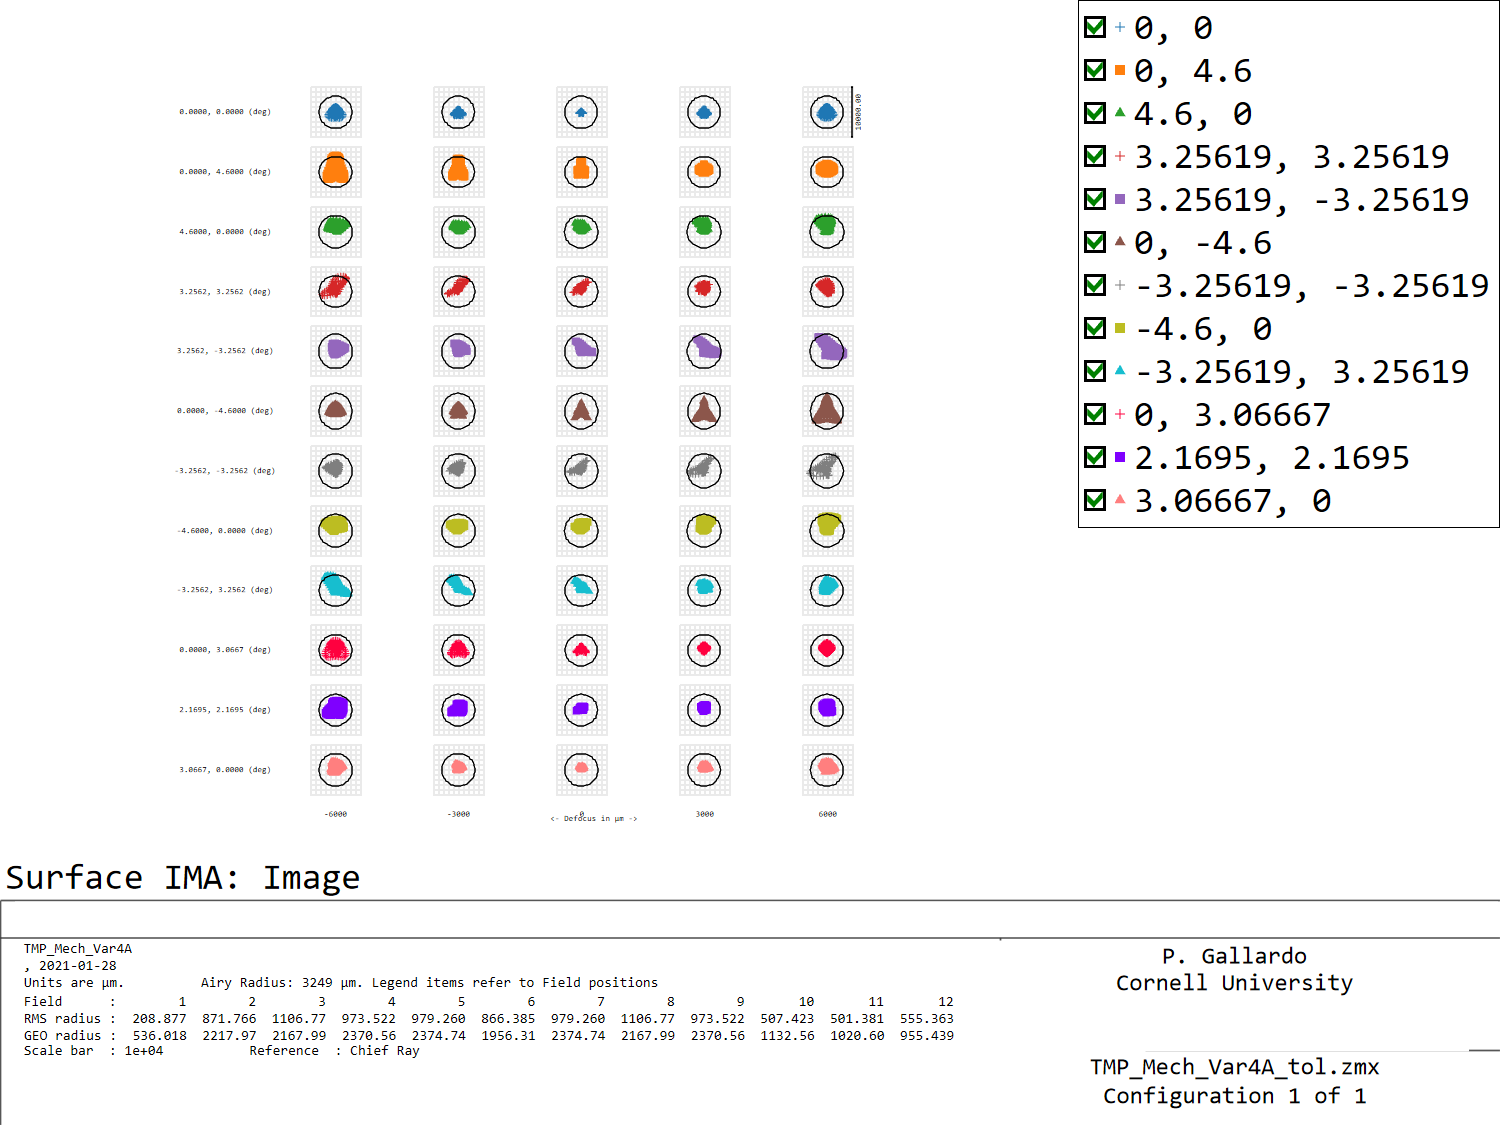 0, 0
0, 4.6
4.6, 0
3.25619, 3.25619
3.25619, -3.25619
0, -4.6
-3.25619, -3.25619
-4.6, 0
-3.25619, 3.25619
0, 3.06667
2.1695, 2.1695
3.06667, 0
0.0000, 0.0000 (deg)
10000.00
0.0000, 4.6000 (deg)
4.6000, 0.0000 (deg)
3.2562, 3.2562 (deg)
3.2562, -3.2562 (deg)
0.0000, -4.6000 (deg)
-3.2562, -3.2562 (deg)
-4.6000, 0.0000 (deg)
-3.2562, 3.2562 (deg)
0.0000, 3.0667 (deg)
2.1695, 2.1695 (deg)
3.0667, 0.0000 (deg)
-6000 -3000 0 3000 6000
<- Defocus in µm ->
Surface IMA: Image
TMP_Mech_Var4A
, 2021-01-28
Units are µm. Airy Radius: 3249 µm. Legend items refer to Field positions
Field : 1 2 3 4 5 6 7 8 9 10 11 12
RMS radius : 208.877 871.766 1106.77 973.522 979.260 866.385 979.260 1106.77 973.522 507.423 501.381 555.363
GEO radius : 536.018 2217.97 2167.99 2370.56 2374.74 1956.31 2374.74 2167.99 2370.56 1132.56 1020.60 955.439
Scale bar : 1e+04 Reference : Chief Ray
P. Gallardo
Cornell University
TMP_Mech_Var4A_tol.zmx
Configuration 1 of 1